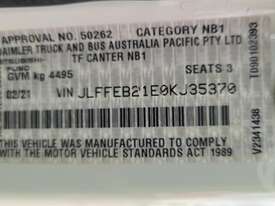 APPROVAL NO. 50262 CATEGORY NB1
DAIMLER TRUCK AND BUS AUSTRALIA PACIFIC PTY LTD
MITSUBISHI FUSO TF CANTER NB1
GVM kg 4495 SEATS 3
02/21 VIN JLFFEB21E0KJ35370
THIS VEHICLE WAS MANUFACTURED TO COMPLY
WITH THE MOTOR VEHICLE STANDARDS ACT 1989
T090102393
V2341438